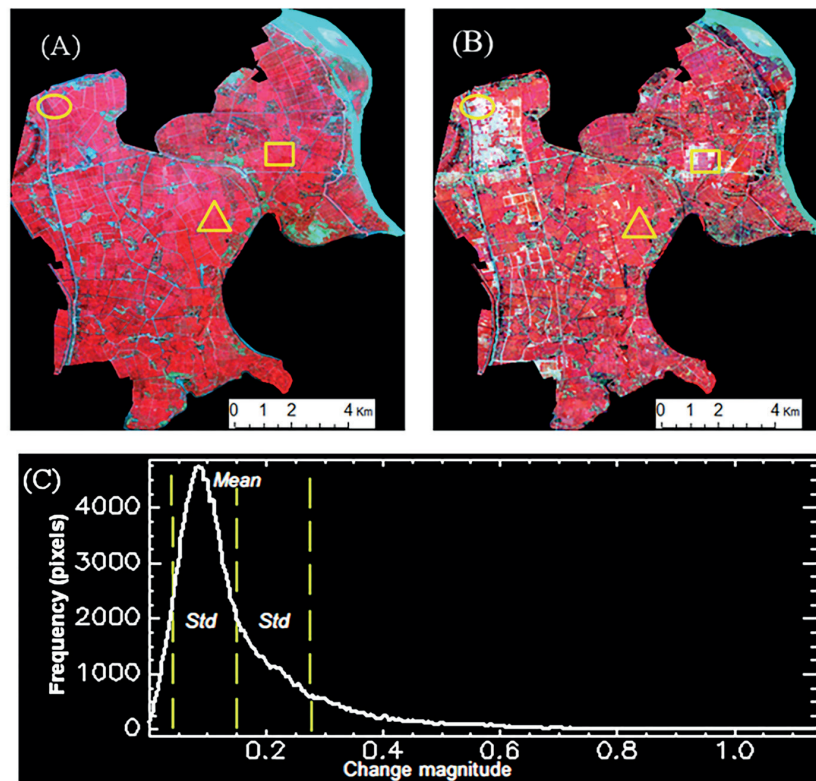 (A)
(B)
0 1 2 4 Km
0 1 2 4 Km
(C)
Mean
Std Std
Frequency (pixels)
4000
3000
2000
1000
0
0.2 0.4 0.6 0.8 1.0
Change magnitude